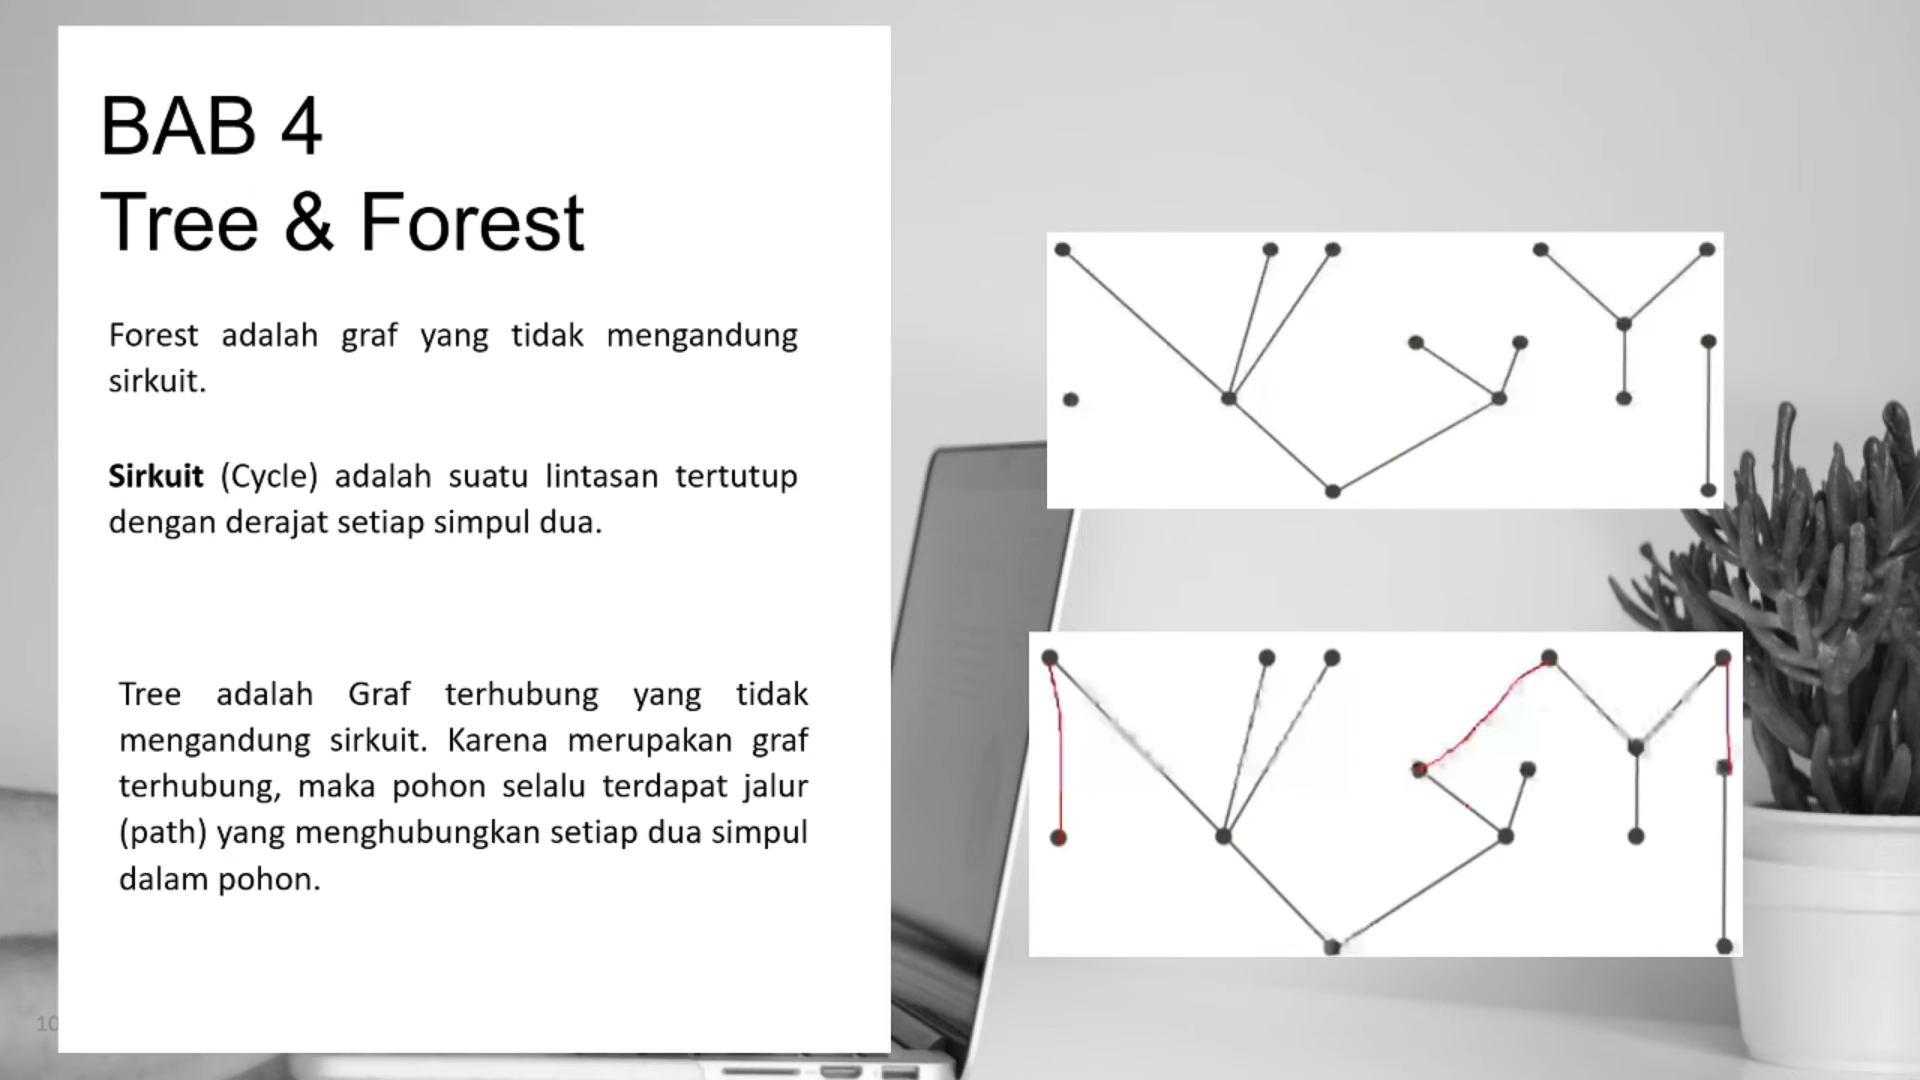 BAB 4
Tree & Forest
Forest adalah graf yang tidak mengandung
sirkuit.
Sirkuit (Cycle) adalah suatu lintasan tertutup
dengan derajat setiap simpul dua.
Tree adalah Graf terhubung yang tidak
mengandung sirkuit. Karena merupakan graf
terhubung, maka pohon selalu terdapat jalur
(path) yang menghubungkan setiap dua simpul
dalam pohon.
10